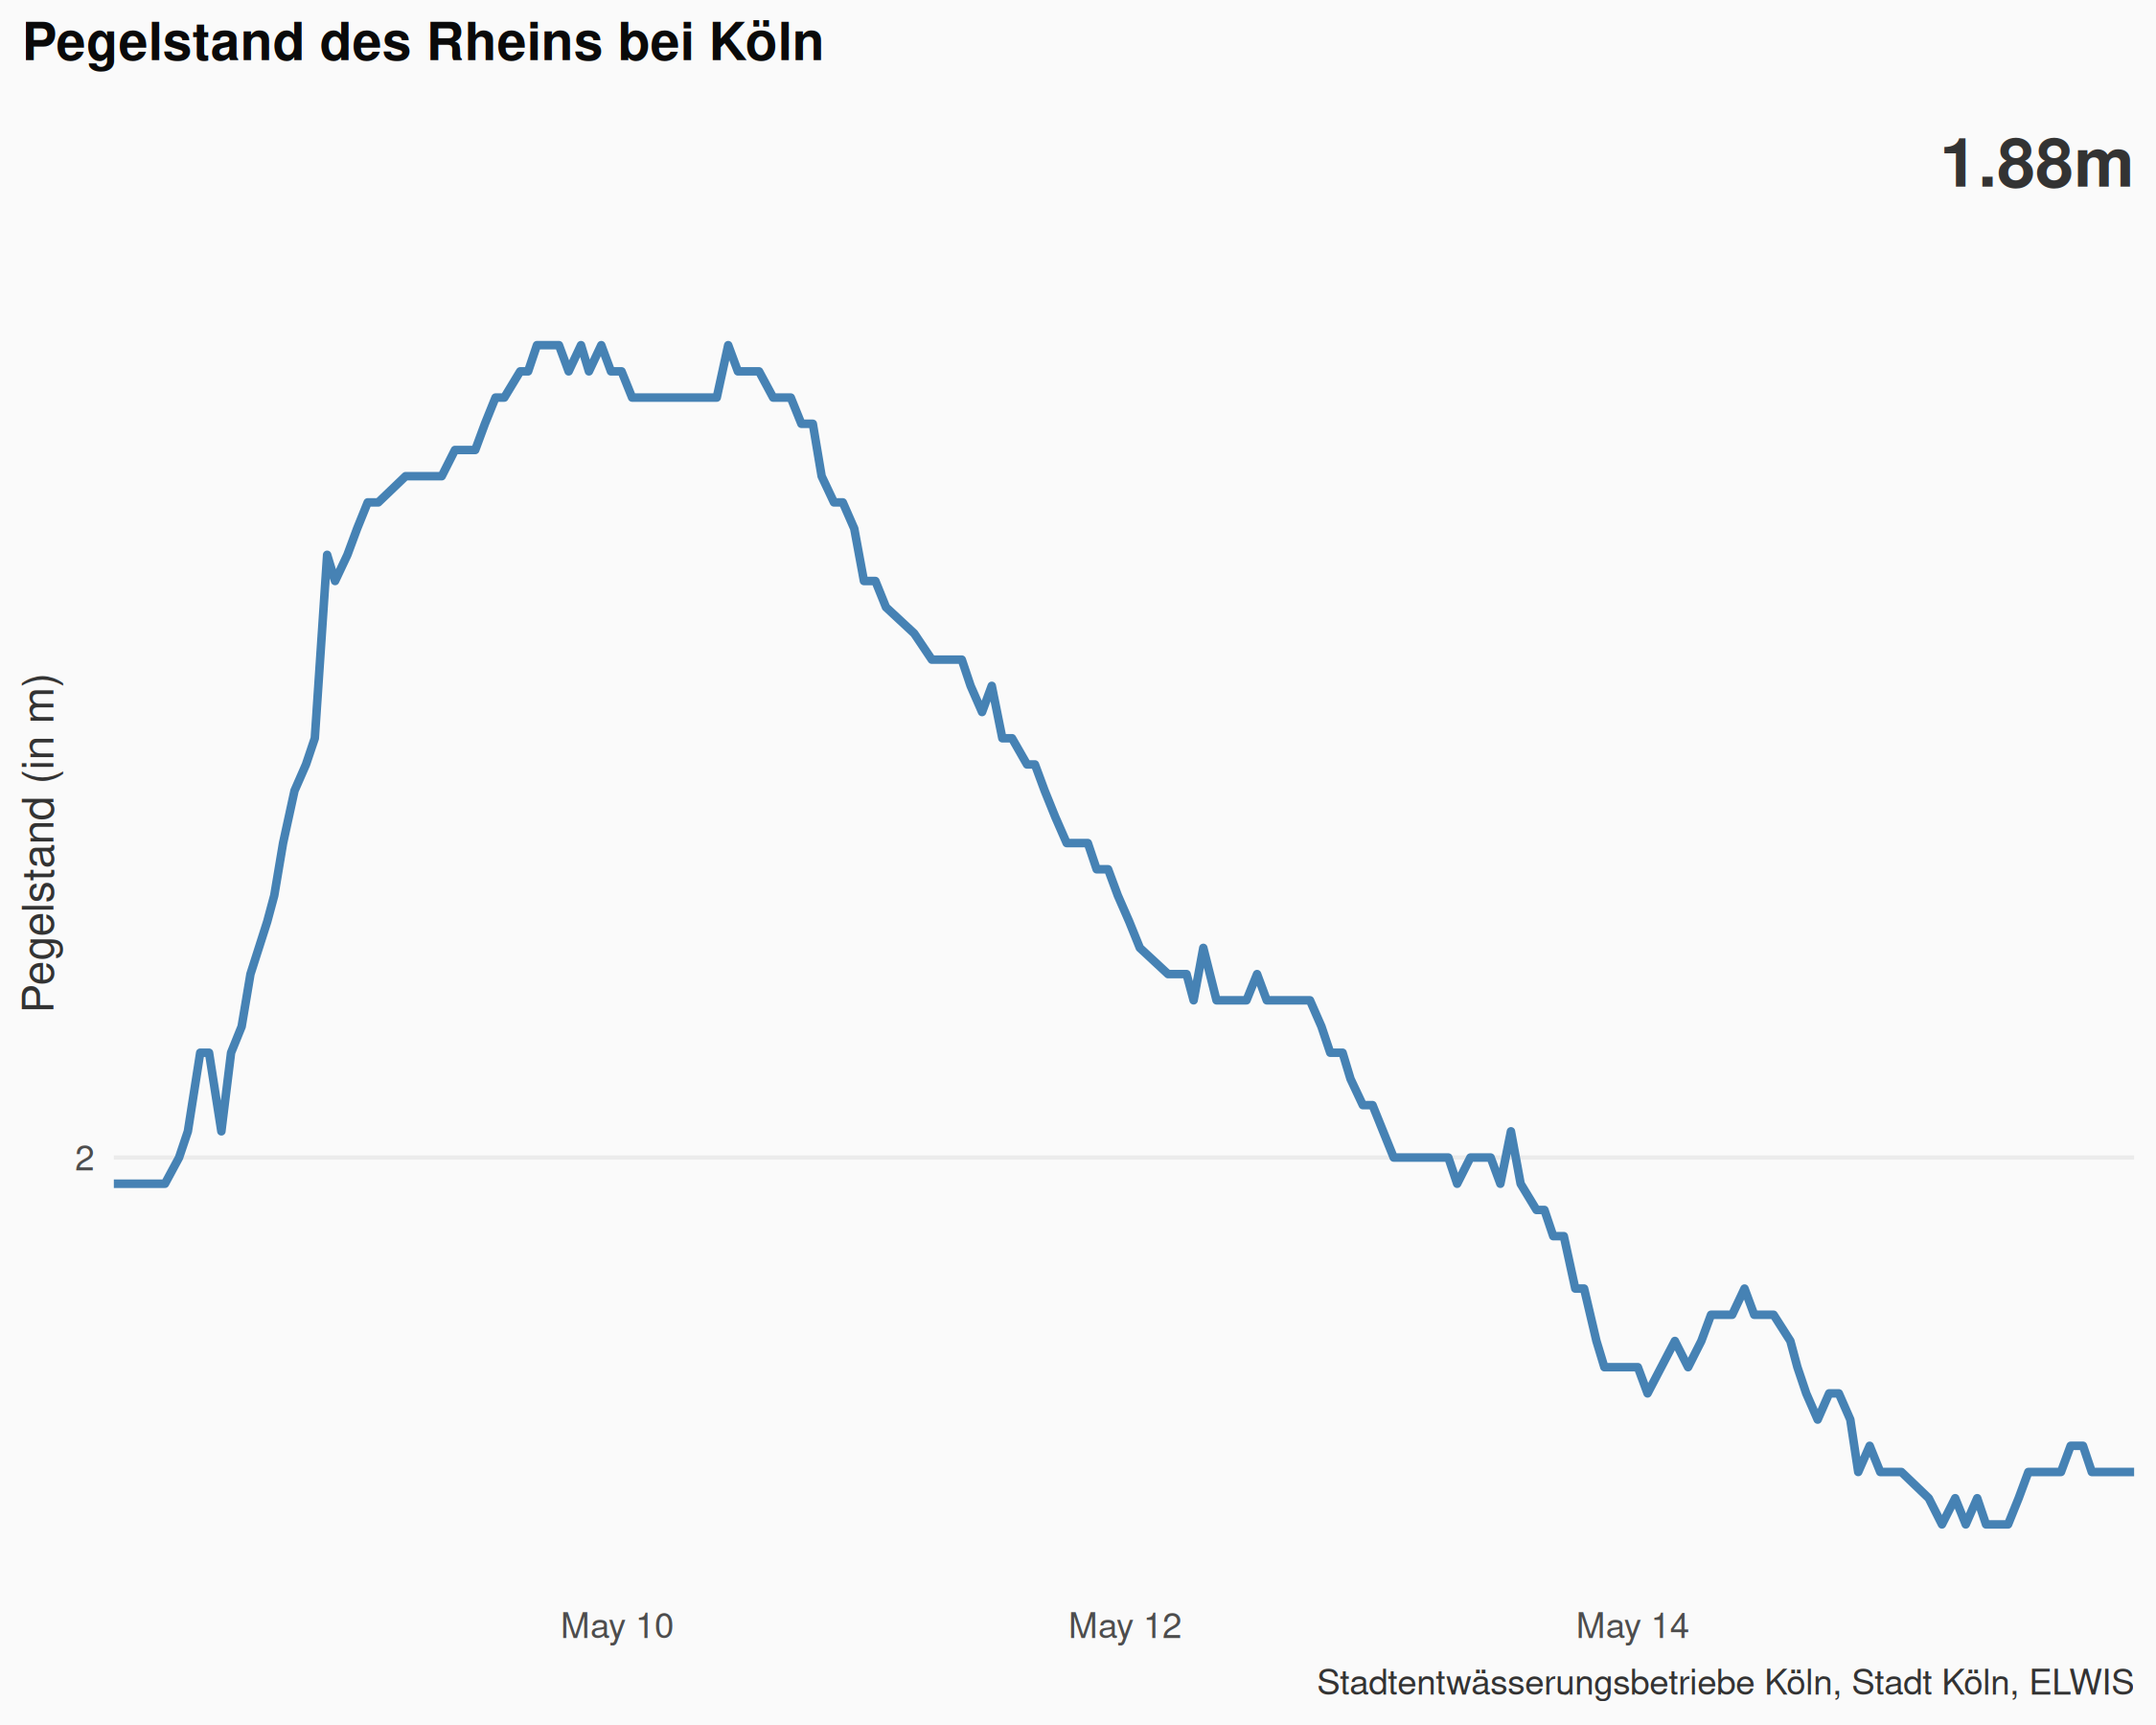 Pegelstand des Rheins bei Köln
1.88m
Pegelstand (in m)
2
May 10
May 12
May 14
Stadtentwässerungsbetriebe Köln, Stadt Köln, ELWIS